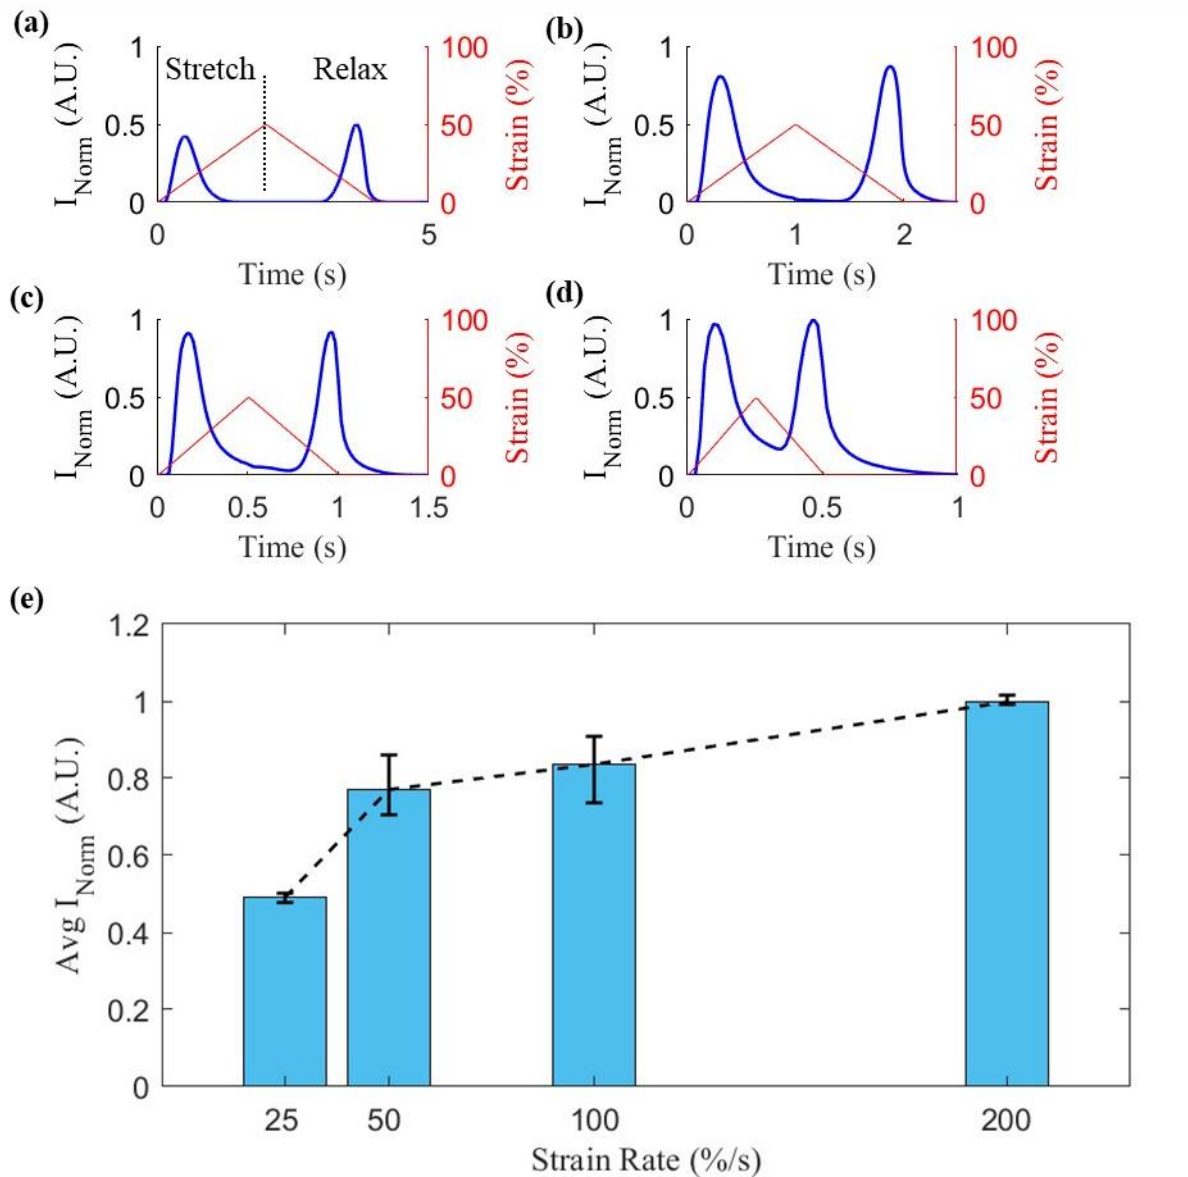 (a)
I_Norm (A.U.)
1
0.5
0
Stretch
Relax
100
50
0
Strain (%)
0
5
Time (s)
(b)
I_Norm (A.U.)
1
0.5
0
100
50
0
Strain (%)
0
1
2
Time (s)
(c)
I_Norm (A.U.)
1
0.5
0
100
50
0
Strain (%)
0
0.5
1
1.5
Time (s)
(d)
I_Norm (A.U.)
1
0.5
0
100
50
0
Strain (%)
0
0.5
1
Time (s)
(e)
Avg I_Norm (A.U.)
1.2
1
0.8
0.6
0.4
0.2
0
25
50
100
200
Strain Rate (%/s)